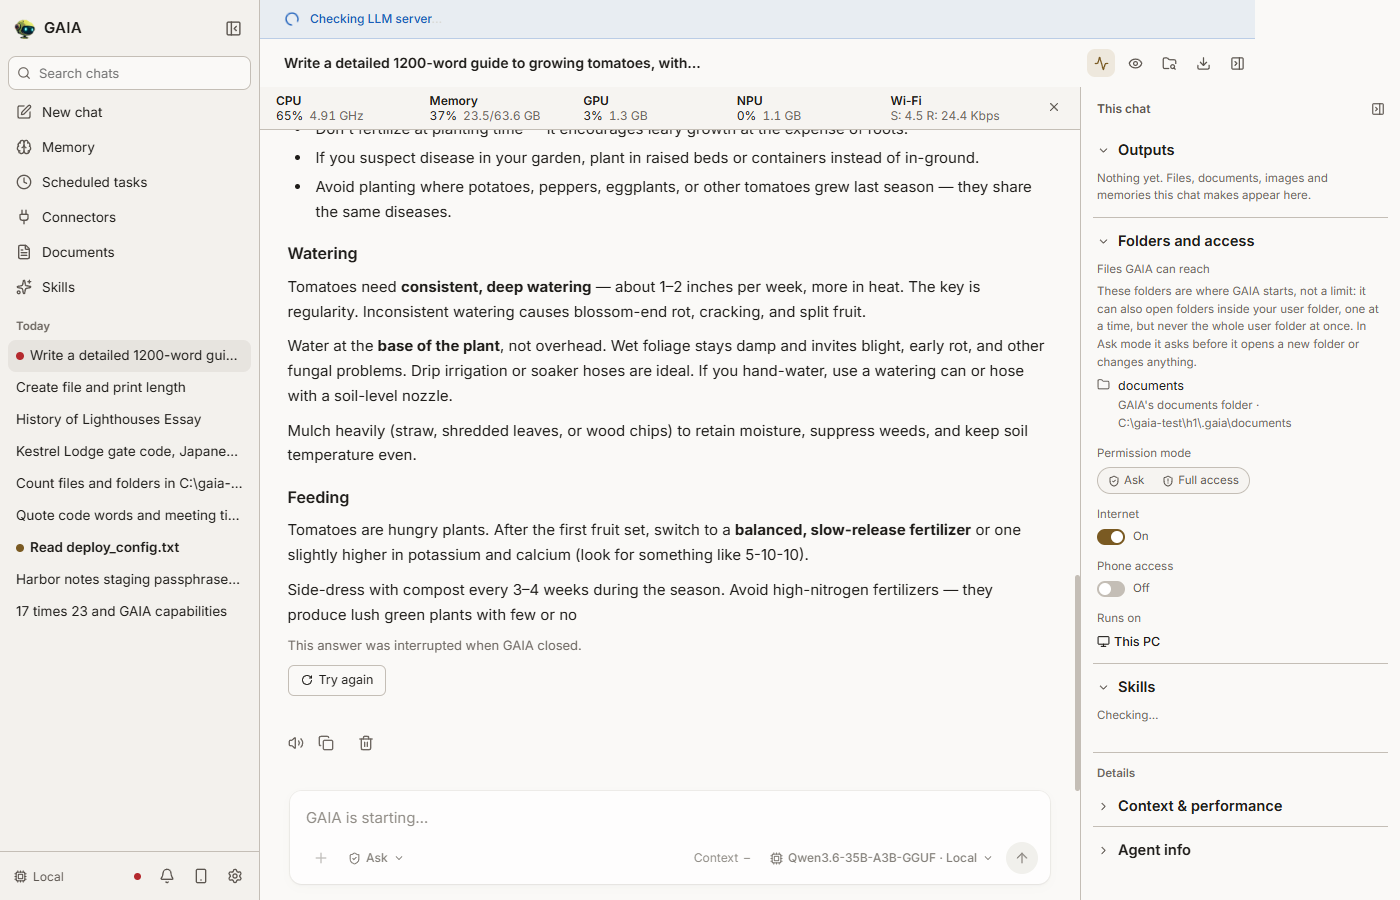 GAIA
Search chats
New chat
Memory
Scheduled tasks
Connectors
Documents
Skills
Today
Write a detailed 1200-word gui...
Create file and print length
History of Lighthouses Essay
Kestrel Lodge gate code, Japane...
Count files and folders in C:\gaia-...
Quote code words and meeting ti...
Read deploy_config.txt
Harbor notes staging passphrase...
17 times 23 and GAIA capabilities
Local
Checking LLM server
Write a detailed 1200-word guide to growing tomatoes, with...
CPU
65% 4.91 GHz
Memory
37% 23.5/63.6 GB
GPU
3% 1.3 GB
NPU
0% 1.1 GB
Wi-Fi
S: 4.5 R: 24.4 Kbps
Don't fertilize at planting time — it encourages leafy growth at the expense of roots.
If you suspect disease in your garden, plant in raised beds or containers instead of in-ground.
Avoid planting where potatoes, peppers, eggplants, or other tomatoes grew last season — they share
the same diseases.
Watering
Tomatoes need consistent, deep watering — about 1–2 inches per week, more in heat. The key is
regularity. Inconsistent watering causes blossom-end rot, cracking, and split fruit.
Water at the base of the plant, not overhead. Wet foliage stays damp and invites blight, early rot, and other
fungal problems. Drip irrigation or soaker hoses are ideal. If you hand-water, use a watering can or hose
with a soil-level nozzle.
Mulch heavily (straw, shredded leaves, or wood chips) to retain moisture, suppress weeds, and keep soil
temperature even.
Feeding
Tomatoes are hungry plants. After the first fruit set, switch to a balanced, slow-release fertilizer or one
slightly higher in potassium and calcium (look for something like 5-10-10).
Side-dress with compost every 3–4 weeks during the season. Avoid high-nitrogen fertilizers — they
produce lush green plants with few or no
This answer was interrupted when GAIA closed.
Try again
GAIA is starting...
Ask
Context –
Qwen3.6-35B-A3B-GGUF · Local
This chat
Outputs
Nothing yet. Files, documents, images and
memories this chat makes appear here.
Folders and access
Files GAIA can reach
These folders are where GAIA starts, not a limit: it
can also open folders inside your user folder, one at
a time, but never the whole user folder at once. In
Ask mode it asks before it opens a new folder or
changes anything.
documents
GAIA's documents folder ·
C:\gaia-test\h1\.gaia\documents
Permission mode
Ask
Full access
Internet
On
Phone access
Off
Runs on
This PC
Skills
Checking...
Details
Context & performance
Agent info